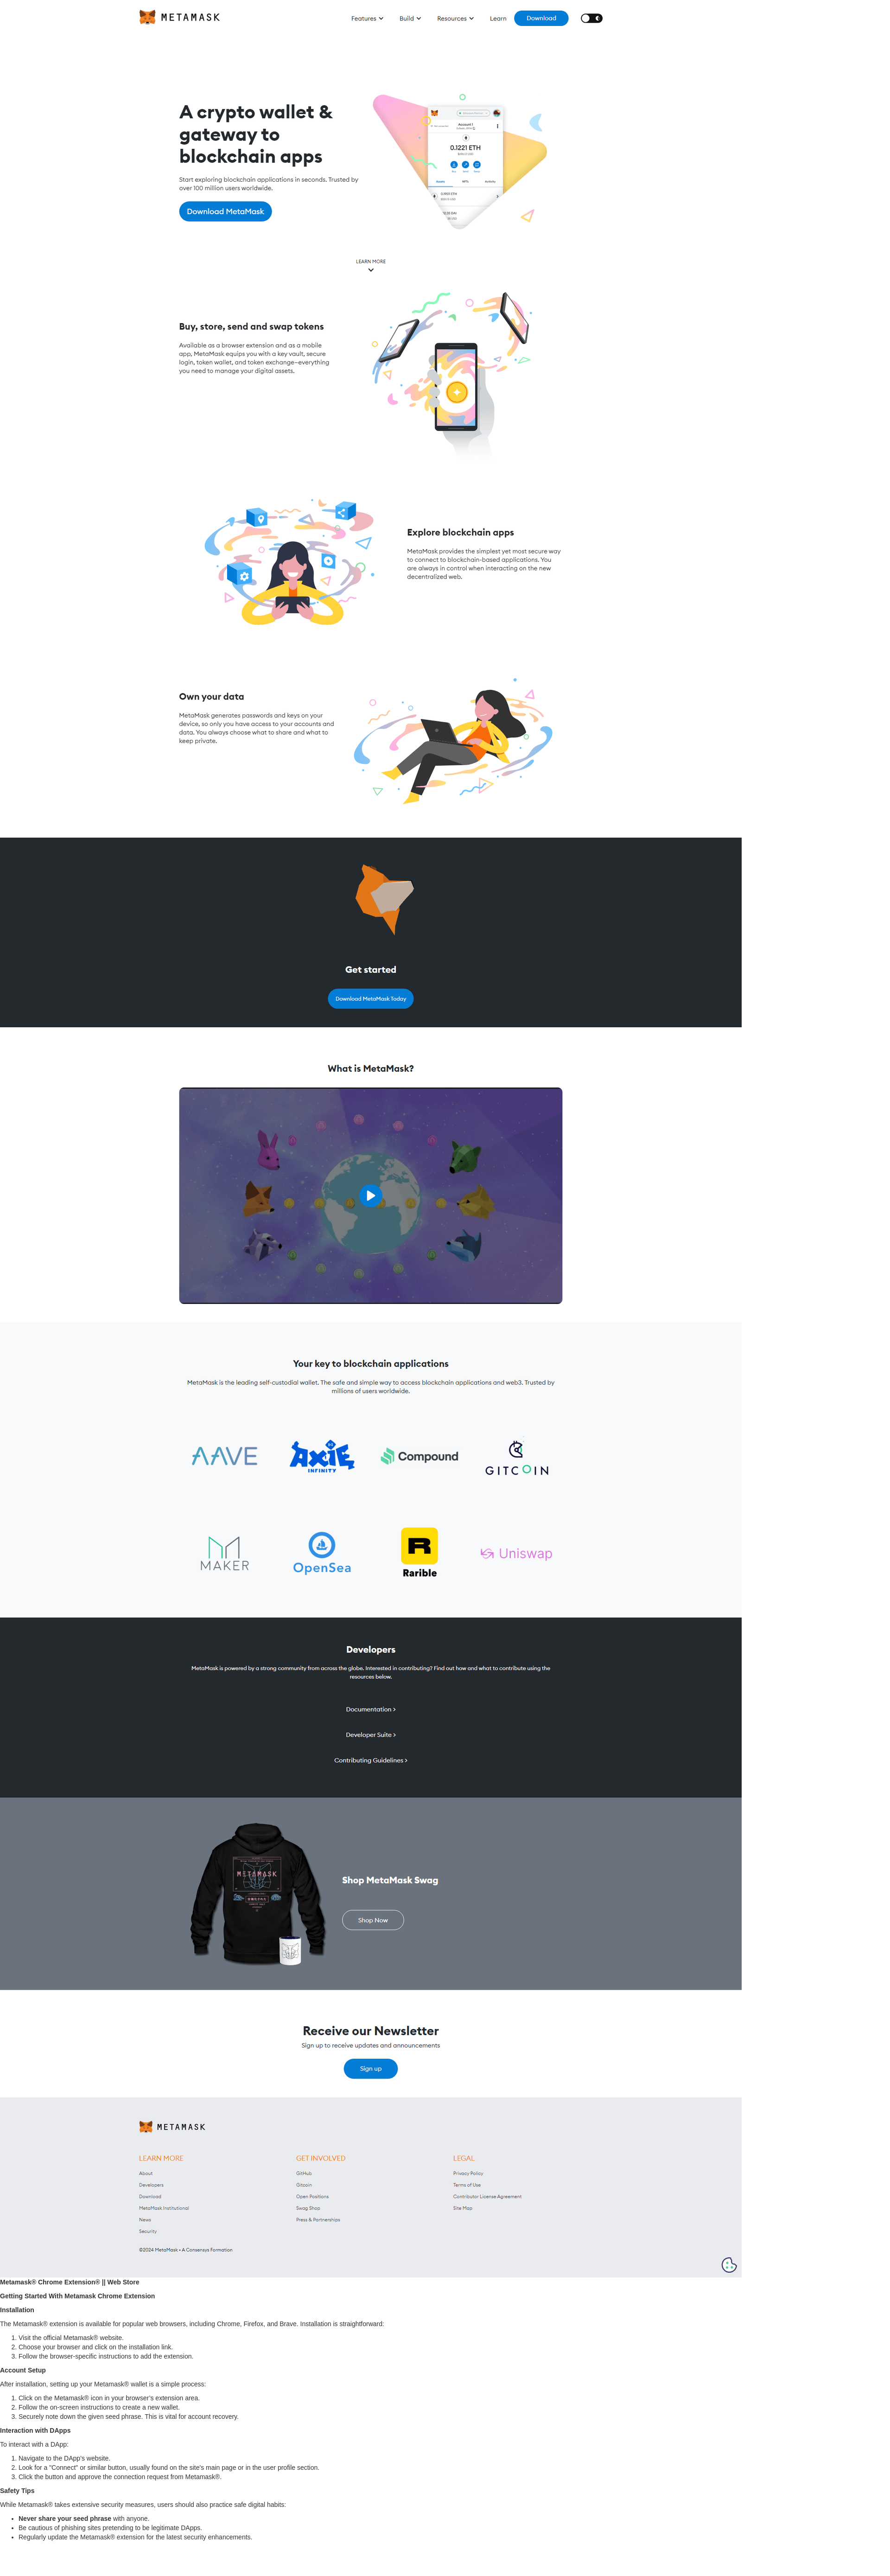 METAMASK
Features
Build
Resources
Learn
Download
A crypto wallet &
gateway to
blockchain apps
Start exploring blockchain applications in seconds. Trusted by
over 100 million users worldwide.
Download MetaMask
Account 1
0.1221 ETH
LEARN MORE
Buy, store, send and swap tokens
Available as a browser extension and as a mobile
app, MetaMask equips you with a key vault, secure
login, token wallet, and token exchange—everything
you need to manage your digital assets.
Explore blockchain apps
MetaMask provides the simplest yet most secure way
to connect to blockchain-based applications. You
are always in control when interacting on the new
decentralized web.
Own your data
MetaMask generates passwords and keys on your
device, so only you have access to your accounts and
data. You always choose what to share and what to
keep private.
Get started
Download MetaMask Today
What is MetaMask?
Your key to blockchain applications
MetaMask is the leading self-custodial wallet. The safe and simple way to access blockchain applications and web3. Trusted by
millions of users worldwide.
AAVE
AXIE
INFINITY
Compound
GITCOIN
MAKER
OpenSea
R
Rarible
Uniswap
Developers
MetaMask is powered by a strong community from across the globe. Interested in contributing? Find out how and what to contribute using the
resources below.
Documentation >
Developer Suite >
Contributing Guidelines >
METAMASK
Shop MetaMask Swag
Shop Now
Receive our Newsletter
Sign up to receive updates and announcements
Sign up
METAMASK
LEARN MORE
About
Developers
Download
MetaMask Institutional
News
Security
GET INVOLVED
GitHub
Gitcoin
Open Positions
Swag Shop
Press & Partnerships
LEGAL
Privacy Policy
Terms of Use
Contributor License Agreement
Site Map
©2024 MetaMask • A Consensys Formation
Metamask® Chrome Extension® || Web Store
Getting Started With Metamask Chrome Extension
Installation
The Metamask® extension is available for popular web browsers, including Chrome, Firefox, and Brave. Installation is straightforward:
1. Visit the official Metamask® website.
2. Choose your browser and click on the installation link.
3. Follow the browser-specific instructions to add the extension.
Account Setup
After installation, setting up your Metamask® wallet is a simple process:
1. Click on the Metamask® icon in your browser's extension area.
2. Follow the on-screen instructions to create a new wallet.
3. Securely note down the given seed phrase. This is vital for account recovery.
Interaction with DApps
To interact with a DApp:
1. Navigate to the DApp's website.
2. Look for a "Connect" or similar button, usually found on the site's main page or in the user profile section.
3. Click the button and approve the connection request from Metamask®.
Safety Tips
While Metamask® takes extensive security measures, users should also practice safe digital habits:
• Never share your seed phrase with anyone.
• Be cautious of phishing sites pretending to be legitimate DApps.
• Regularly update the Metamask® extension for the latest security enhancements.